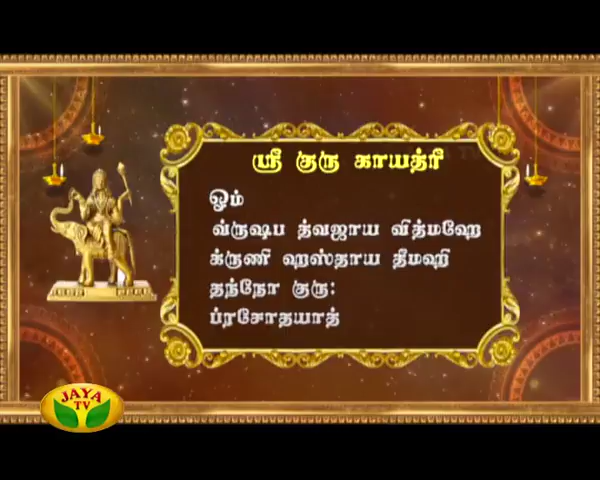 ஸ்ரீ குரு காயத்ரீ
ஓம்
வ்ருஷப த்வஜாய வித்மஹே
க்ருணி ஹஸ்தாய தீமஹி
தந்நோ குரு:
ப்ரசோதயாத்
JAYA
TV